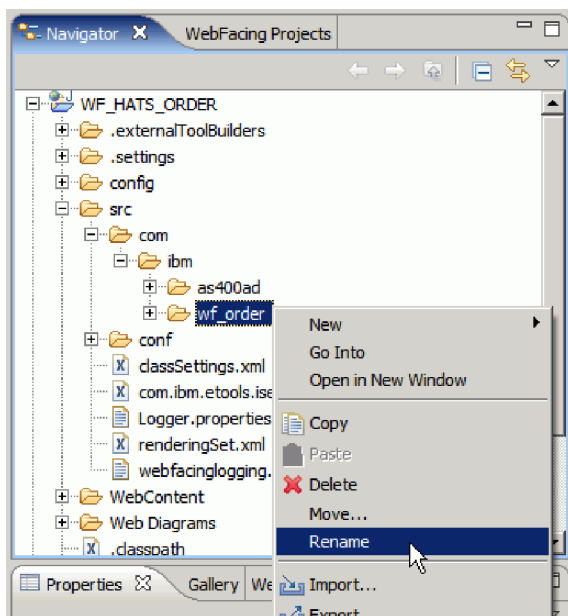 Navigator WebFacing Projects
WF_HATS_ORDER
.externalToolBuilders
.settings
config
src
com
ibm
as400ad
wf_order
New
conf
Go Into
classSettings.xml
Open in New Window
com.ibm.etools.ise
Logger.properties
Copy
renderingSet.xml
Paste
webfacinglogging.
Delete
WebContent
Move...
Web Diagrams
Rename
.classpath
Properties Gallery We
Import...
Export